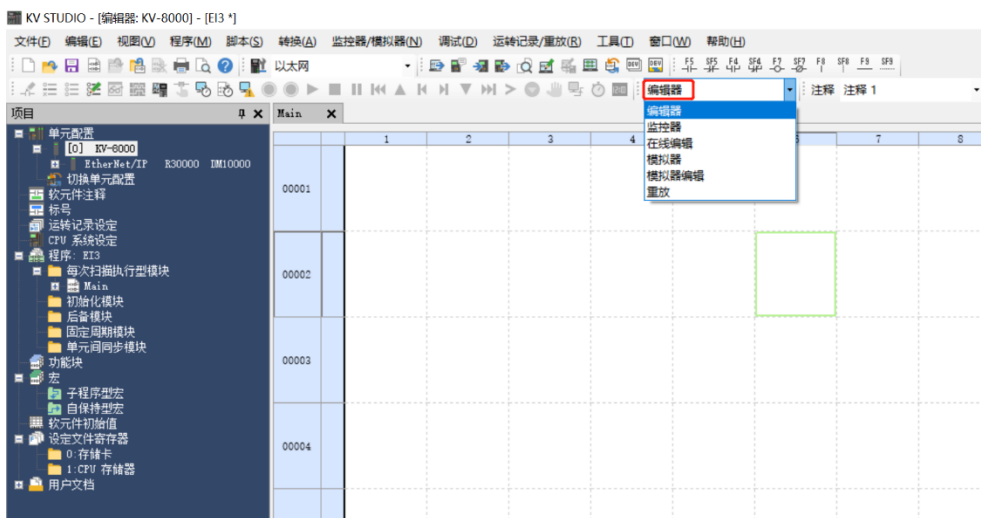 KV STUDIO - [编辑器: KV-8000] - [EI3 *]
文件(F) 编辑(E) 视图(V) 程序(M) 脚本(S) 转换(A) 监控器/模拟器(N) 调试(D) 运转记录/重放(R) 工具(T) 窗口(W) 帮助(H)
以太网 F5 SF5 F4 SF4 F7 SF7 F8 SF8 F9 SF9
编辑器 注释 注释 1
项目 Main 编辑器
监控器
在线编辑
模拟器
模拟器编辑
重放
1 2 3 4 7 8
单元配置
[0] KV-8000
EtherNet/IP R30000 DM10000
切换单元配置
软元件注释
标号
运转记录设定
CPU 系统设定
程序: EI3
每次扫描执行型模块
Main
初始化模块
后备模块
固定周期模块
单元间同步模块
功能块
宏
子程序型宏
自保持型宏
软元件初始值
设定文件寄存器
0:存储卡
1:CPU 存储器
用户文档
00001
00002
00003
00004